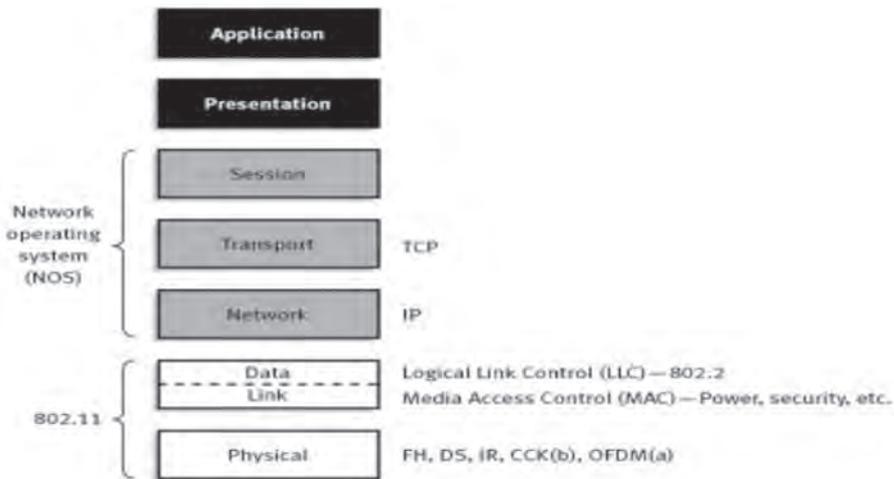 Application
Presentation
Session
Network
operating
system
(NOS)
Transport
TCP
Network
IP
Data
Logical Link Control (LLC) — 802.2
Link
Media Access Control (MAC) — Power, security, etc.
802.11
Physical
FH, DS, IR, CCK(b), OFDM(a)